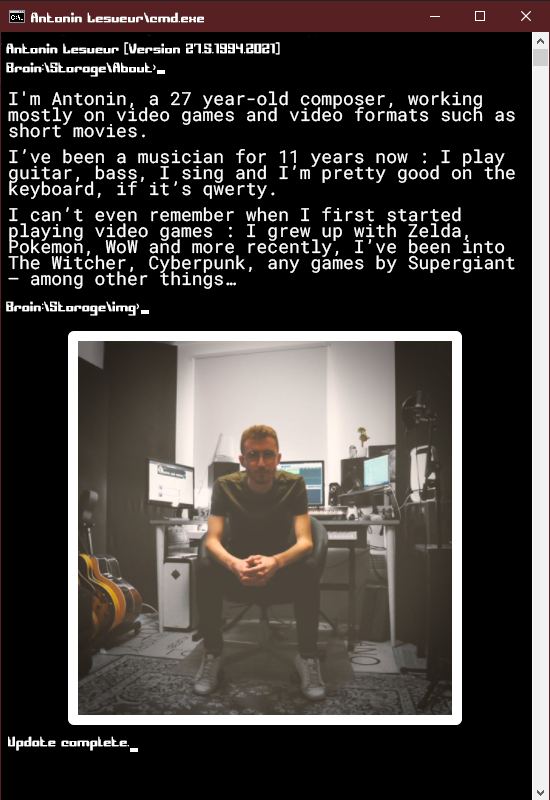 Antonin Lesueur\cmd.exe
Antonin Lesueur [Version 27.5.1994.2021]
Brain:\Storage\About>
I'm Antonin, a 27 year-old composer, working
mostly on video games and video formats such as
short movies.
I’ve been a musician for 11 years now : I play
guitar, bass, I sing and I’m pretty good on the
keyboard, if it’s qwerty.
I can’t even remember when I first started
playing video games : I grew up with Zelda,
Pokemon, WoW and more recently, I’ve been into
The Witcher, Cyberpunk, any games by Supergiant
– among other things…
Brain:\Storage\img>
Update complete.